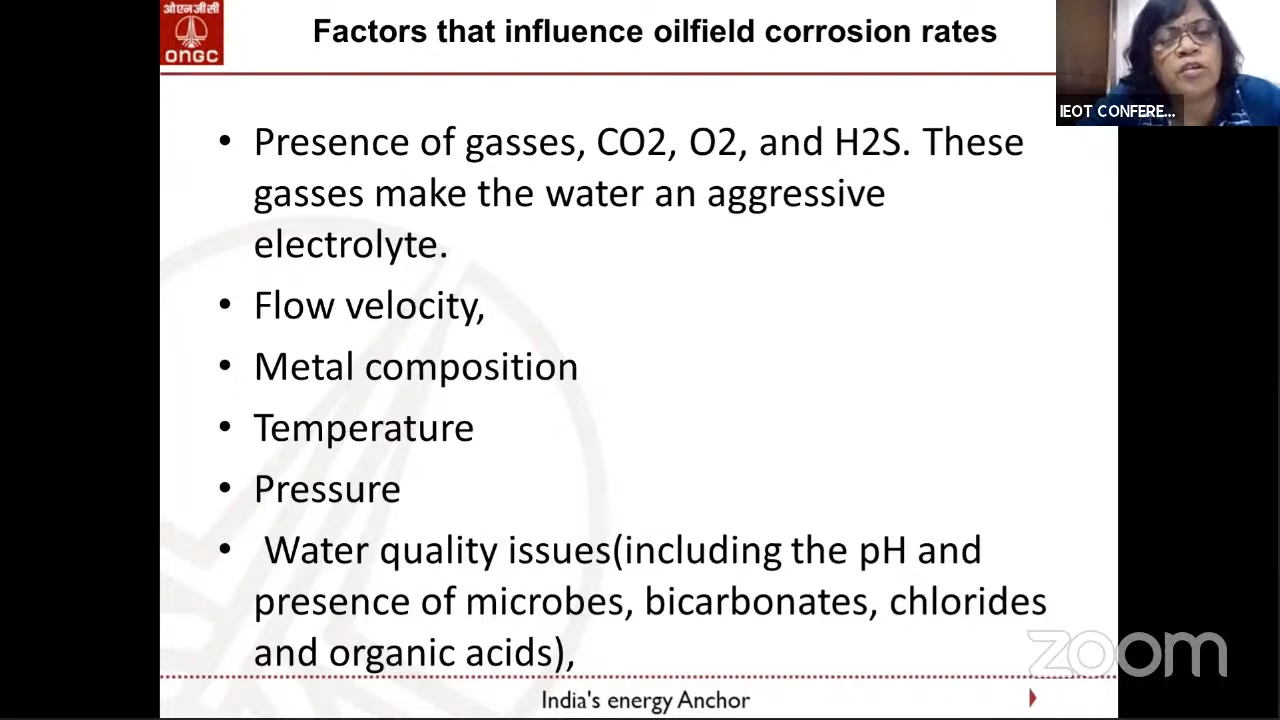 ओएनजीसी
ONGC
Factors that influence oilfield corrosion rates
IEOT CONFERE...
• Presence of gasses, CO2, O2, and H2S. These
gasses make the water an aggressive
electrolyte.
• Flow velocity,
• Metal composition
• Temperature
• Pressure
• Water quality issues(including the pH and
presence of microbes, bicarbonates, chlorides
and organic acids),
zoom
India's energy Anchor